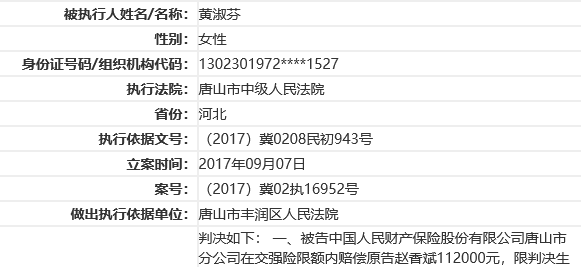 被执行人姓名/名称： 黄淑芬
性别： 女性
身份证号码/组织机构代码： 1302301972****1527
执行法院： 唐山市中级人民法院
省份： 河北
执行依据文号： （2017）冀0208民初943号
立案时间： 2017年09月07日
案号： （2017）冀02执16952号
做出执行依据单位： 唐山市丰润区人民法院
判决如下： 一、被告中国人民财产保险股份有限公司唐山市
分公司在交强险限额内赔偿原告赵香斌112000元，限判决生